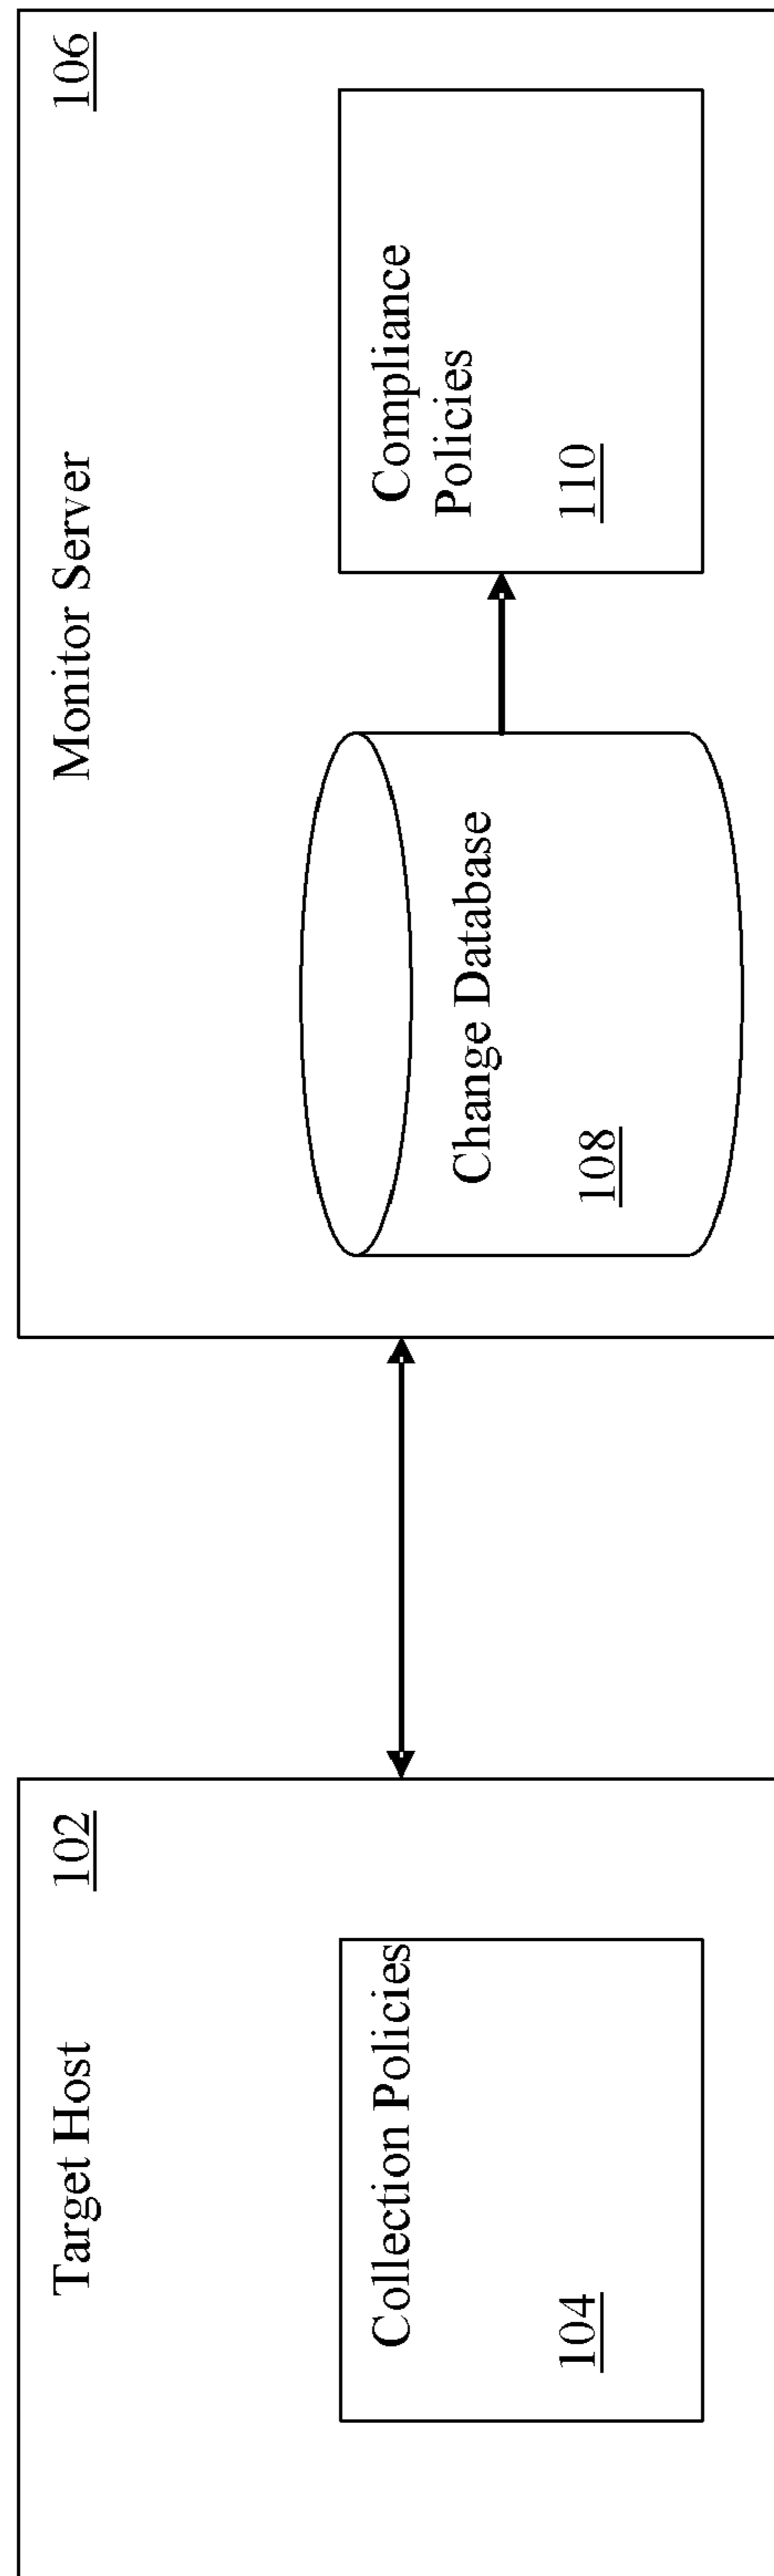 Target Host
102
Collection Policies
104
Monitor Server
106
Change Database
108
Compliance
Policies
110